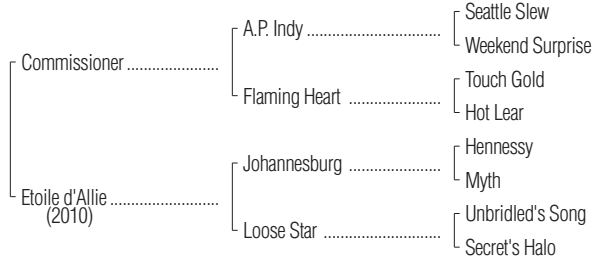 Seattle Slew
A.P. Indy ..............................
Weekend Surprise
Commissioner .....................
Touch Gold
Flaming Heart .....................
Hot Lear
Hennessy
Johannesburg .....................
Myth
Etoile d'Allie .........................
(2010)
Unbridled's Song
Loose Star ...........................
Secret's Halo